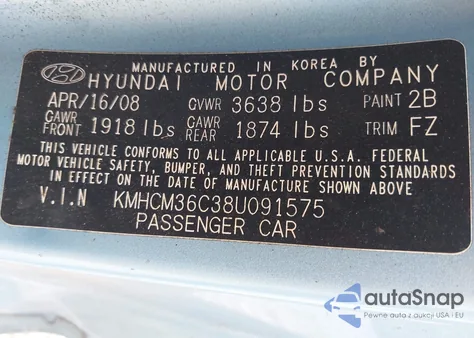 MANUFACTURED IN KOREA BY
HYUNDAI MOTOR COMPANY
APR/16/08 GVWR 3638 lbs PAINT 2B
GAWR FRONT 1918 lbs GAWR REAR 1874 lbs TRIM FZ
THIS VEHICLE CONFORMS TO ALL APPLICABLE U.S.A. FEDERAL
MOTOR VEHICLE SAFETY, BUMPER, AND THEFT PREVENTION STANDARDS
IN EFFECT ON THE DATE OF MANUFACTURE SHOWN ABOVE
V.I.N KMHCM36C38U091575
PASSENGER CAR
autoSnap
Pewne auto z USA i EU